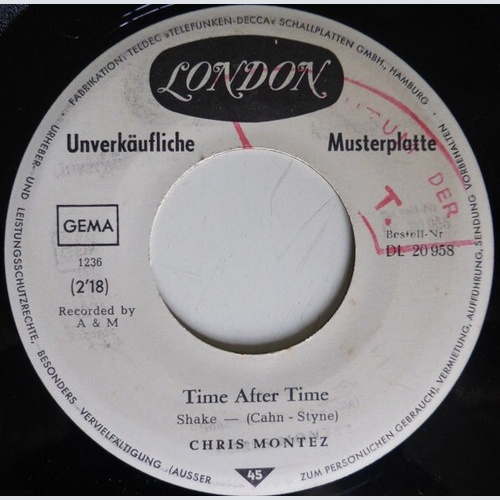 FABRIKATION: TELDEC »TELEFUNKEN-DECCA« SCHALLPLATTEN GMBH., HAMBURG
LONDON
Unverkäufliche Musterplatte
GEMA
1236
(2'18)
Recorded by
A & M
DER
T.
Bestell-Nr
DL 20 958
Time After Time
Shake — (Cahn - Styne)
CHRIS MONTEZ
45
URHEBER- UND LEISTUNGSSCHUTZRECHTE, BESONDERS VERVIELFÄLTIGUNG (AUSSER ZUM PERSÖNLICHEN GEBRAUCH), VERMIETUNG, AUFFÜHRUNG, SENDUNG VORBEHALTEN